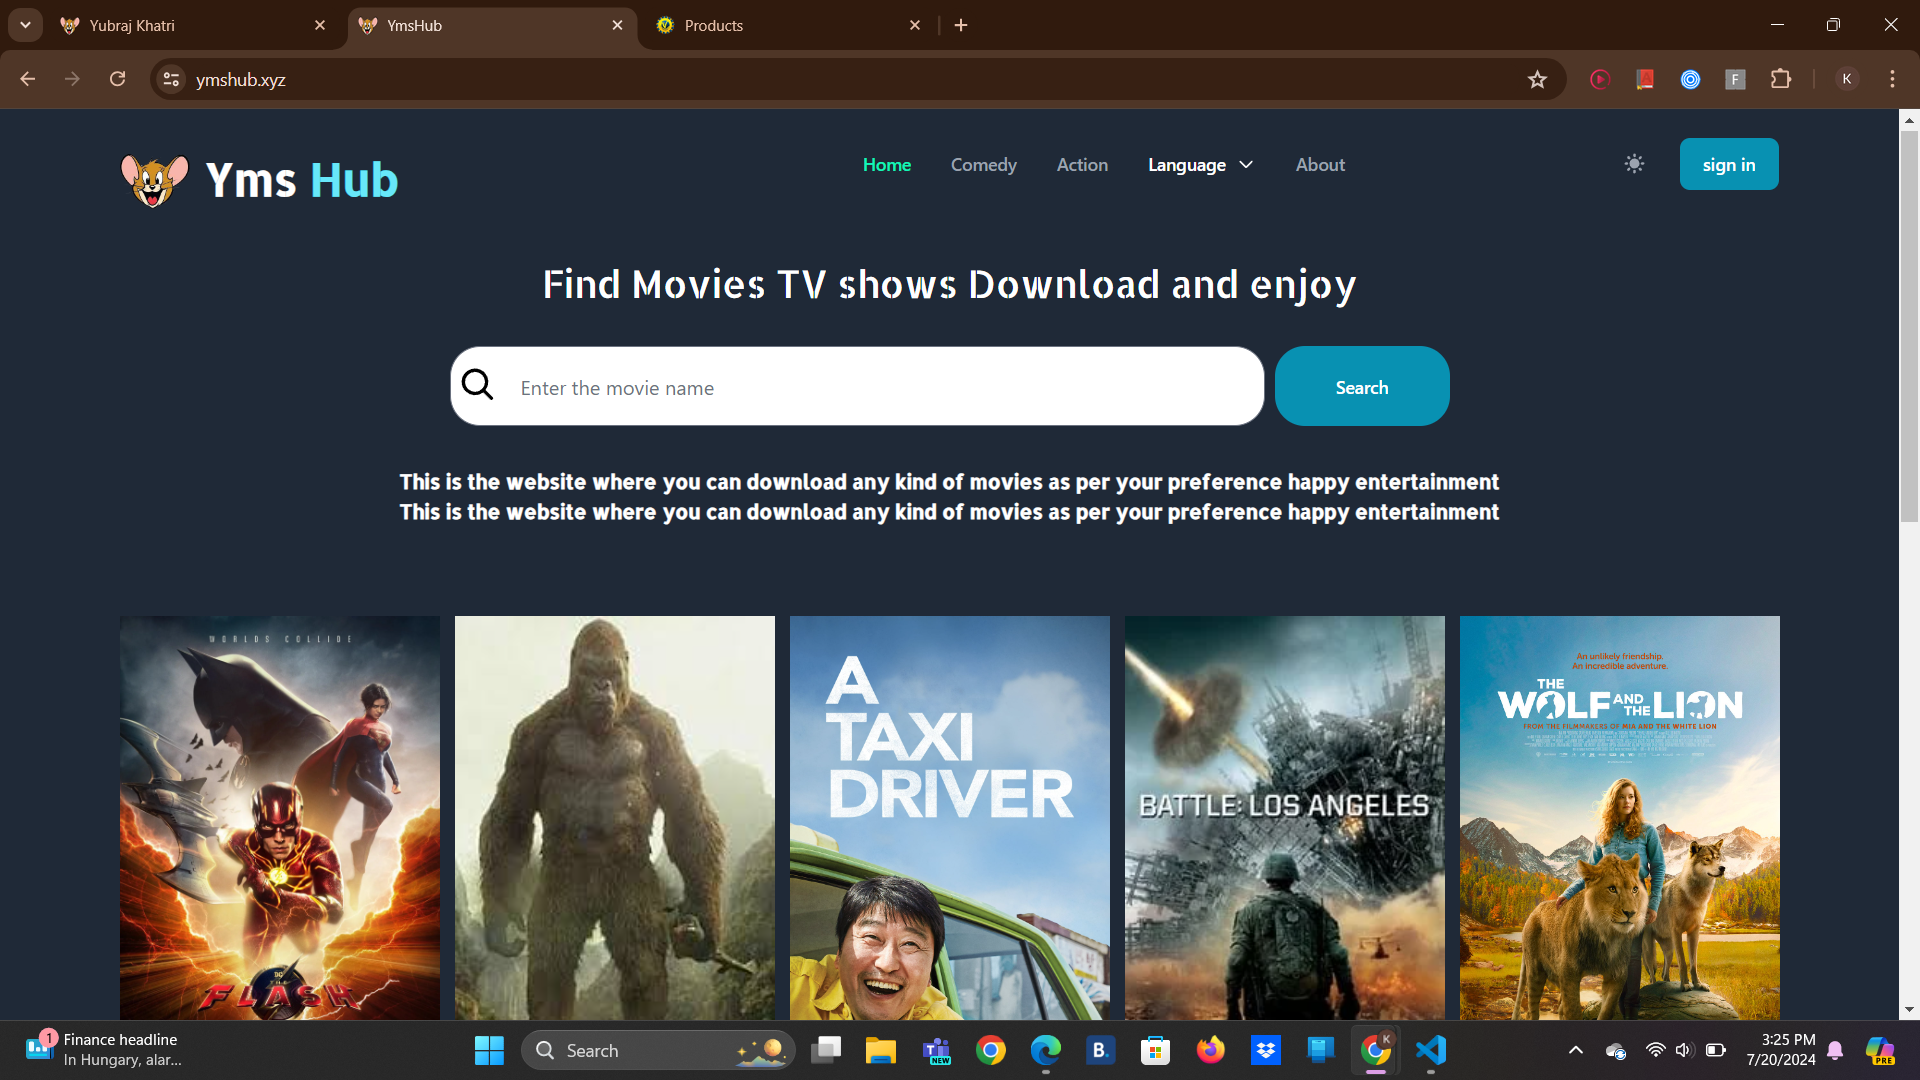 Yubraj Khatri
YmsHub
Products
ymshub.xyz
F
K
Yms Hub
Home
Comedy
Action
Language
About
sign in
Find Movies TV shows Download and enjoy
Enter the movie name
Search
This is the website where you can download any kind of movies as per your preference happy entertainment
This is the website where you can download any kind of movies as per your preference happy entertainment
WORLDS COLLIDE
DC
THE
FLASH
A
TAXI
DRIVER
BATTLE: LOS ANGELES
An unlikely friendship.
An incredible adventure.
THE
WOLF AND THE LION
FROM THE FILMMAKERS OF MIA AND THE WHITE LION
1
Finance headline
In Hungary, alar...
Search
NEW
B.
K
3:25 PM
7/20/2024
PRE